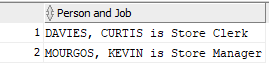 Person and Job
1 DAVIES, CURTIS is Store Clerk
2 MOURGOS, KEVIN is Store Manager